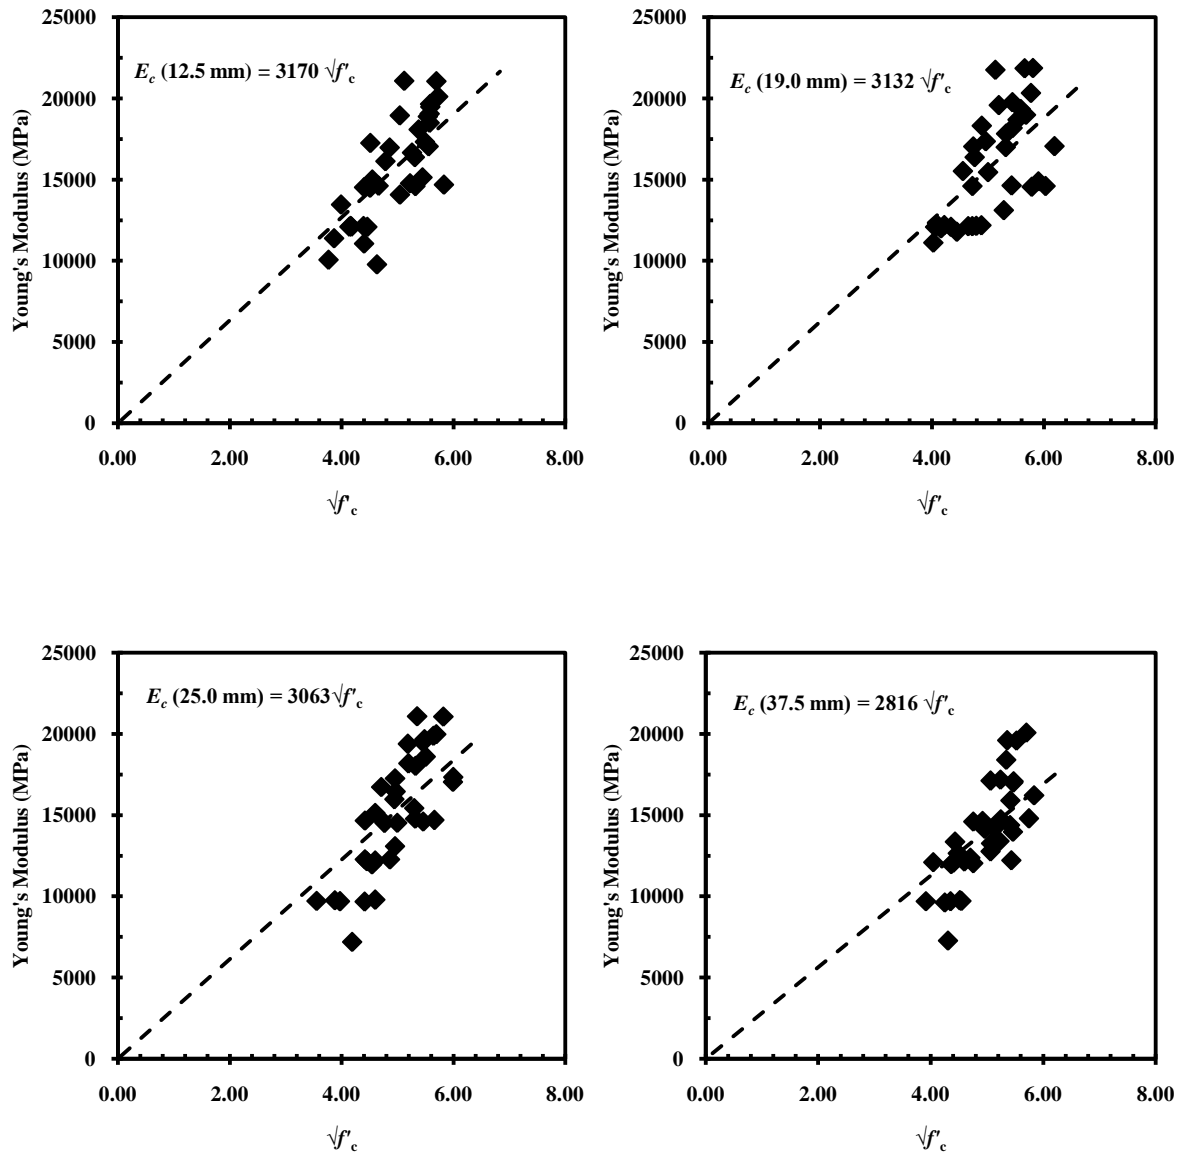 25000
20000
15000
10000
5000
0
Young's Modulus (MPa)
E_c (12.5 mm) = 3170 √f'_c
0.00 2.00 4.00 6.00 8.00
√f'_c
25000
20000
15000
10000
5000
0
Young's Modulus (MPa)
E_c (19.0 mm) = 3132 √f'_c
0.00 2.00 4.00 6.00 8.00
√f'_c
25000
20000
15000
10000
5000
0
Young's Modulus (MPa)
E_c (25.0 mm) = 3063√f'_c
0.00 2.00 4.00 6.00 8.00
√f'_c
25000
20000
15000
10000
5000
0
Young's Modulus (MPa)
E_c (37.5 mm) = 2816 √f'_c
0.00 2.00 4.00 6.00 8.00
√f'_c